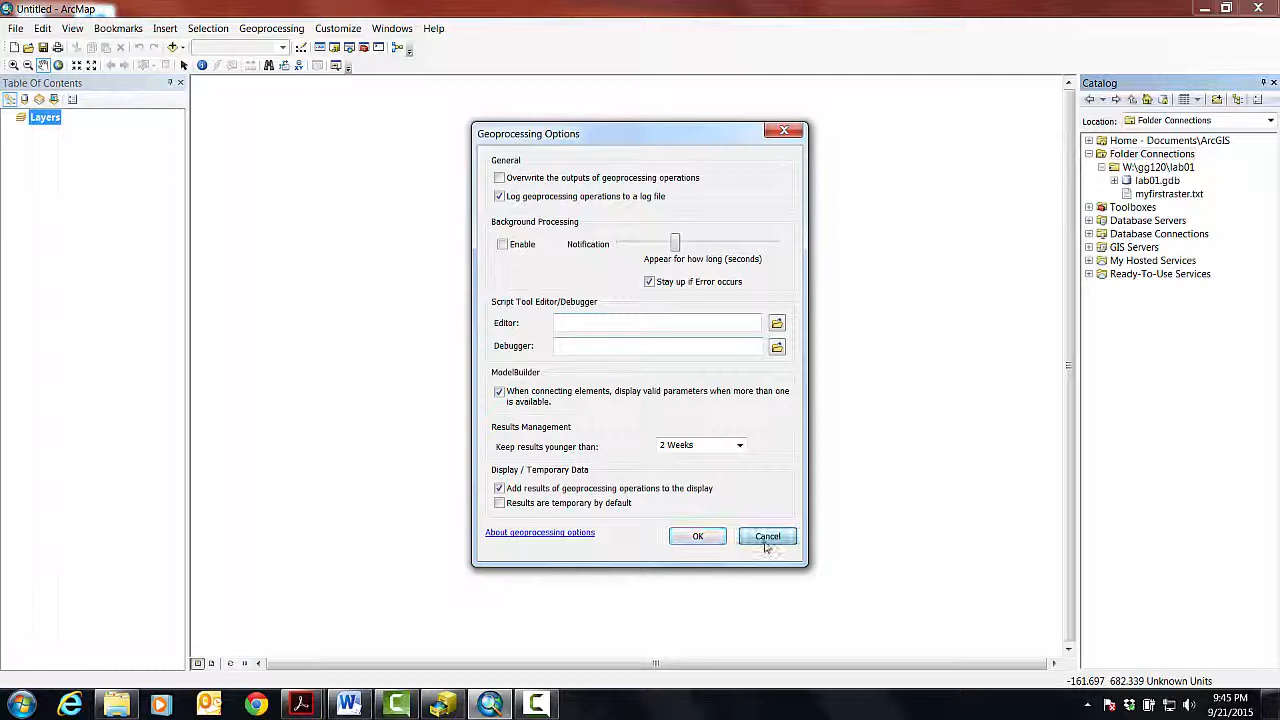 Untitled - ArcMap
File Edit View Bookmarks Insert Selection Geoprocessing Customize Windows Help
Table Of Contents
Layers
Geoprocessing Options
General
Overwrite the outputs of geoprocessing operations
Log geoprocessing operations to a log file
Background Processing
Enable Notification
Appear for how long (seconds)
Stay up if Error occurs
Script Tool Editor/Debugger
Editor:
Debugger:
ModelBuilder
When connecting elements, display valid parameters when more than one
is available.
Results Management
Keep results younger than: 2 Weeks
Display / Temporary Data
Add results of geoprocessing operations to the display
Results are temporary by default
About geoprocessing options OK Cancel
Catalog
Location: Folder Connections
Home - Documents\ArcGIS
Folder Connections
W:\gg120\lab01
lab01.gdb
myfirstraster.txt
Toolboxes
Database Servers
Database Connections
GIS Servers
My Hosted Services
Ready-To-Use Services
-161.697 682.339 Unknown Units
9:45 PM
9/21/2015